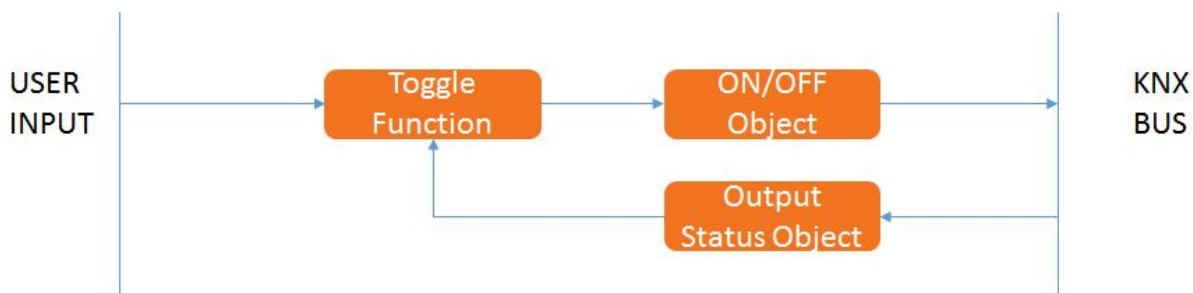 USER
INPUT
Toggle
Function
ON/OFF
Object
Output
Status Object
KNX
BUS